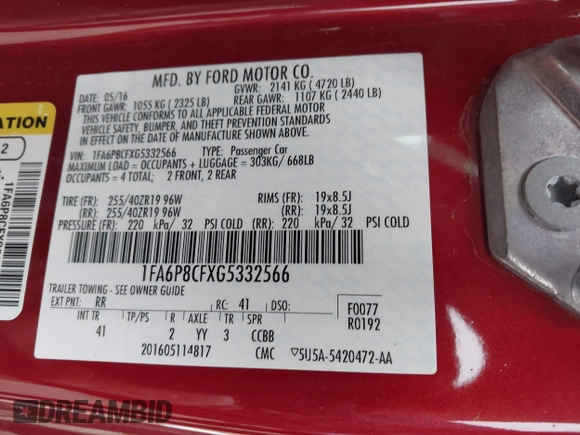 MFD. BY FORD MOTOR CO.
DATE: 05/16 GVWR: 2141 KG ( 4720 LB)
FRONT GAWR: 1055 KG ( 2325 LB) REAR GAWR: 1107 KG ( 2440 LB)
THIS VEHICLE CONFORMS TO ALL APPLICABLE FEDERAL MOTOR
VEHICLE SAFETY, BUMPER, AND THEFT PREVENTION STANDARDS
IN EFFECT ON THE DATE OF MANUFACTURE SHOWN ABOVE.
VIN: 1FA6P8CFXG5332566 TYPE: Passenger Car
MAXIMUM LOAD = OCCUPANTS + LUGGAGE = 303KG/668LB
OCCUPANTS = 4 TOTAL; 2 FRONT, 2 REAR
TIRE (FR): 255/40ZR19 96W RIMS (FR): 19x8.5J
(RR): 255/40ZR19 96W (RR): 19x8.5J
PRESSURE (FR): 220 kPa/ 32 PSI COLD (RR): 220 kPa/ 32 PSI COLD
1FA6P8CFXG5332566
TRAILER TOWING - SEE OWNER GUIDE
EXT PNT: RR RC: 41 DSO: F0077
INT TR TP/PS R AXLE TR SPR R0192
41 2 YY 3 CCBB
201605114817 CMC 5U5A-5420472-AA
ATION
2
DREAMBID